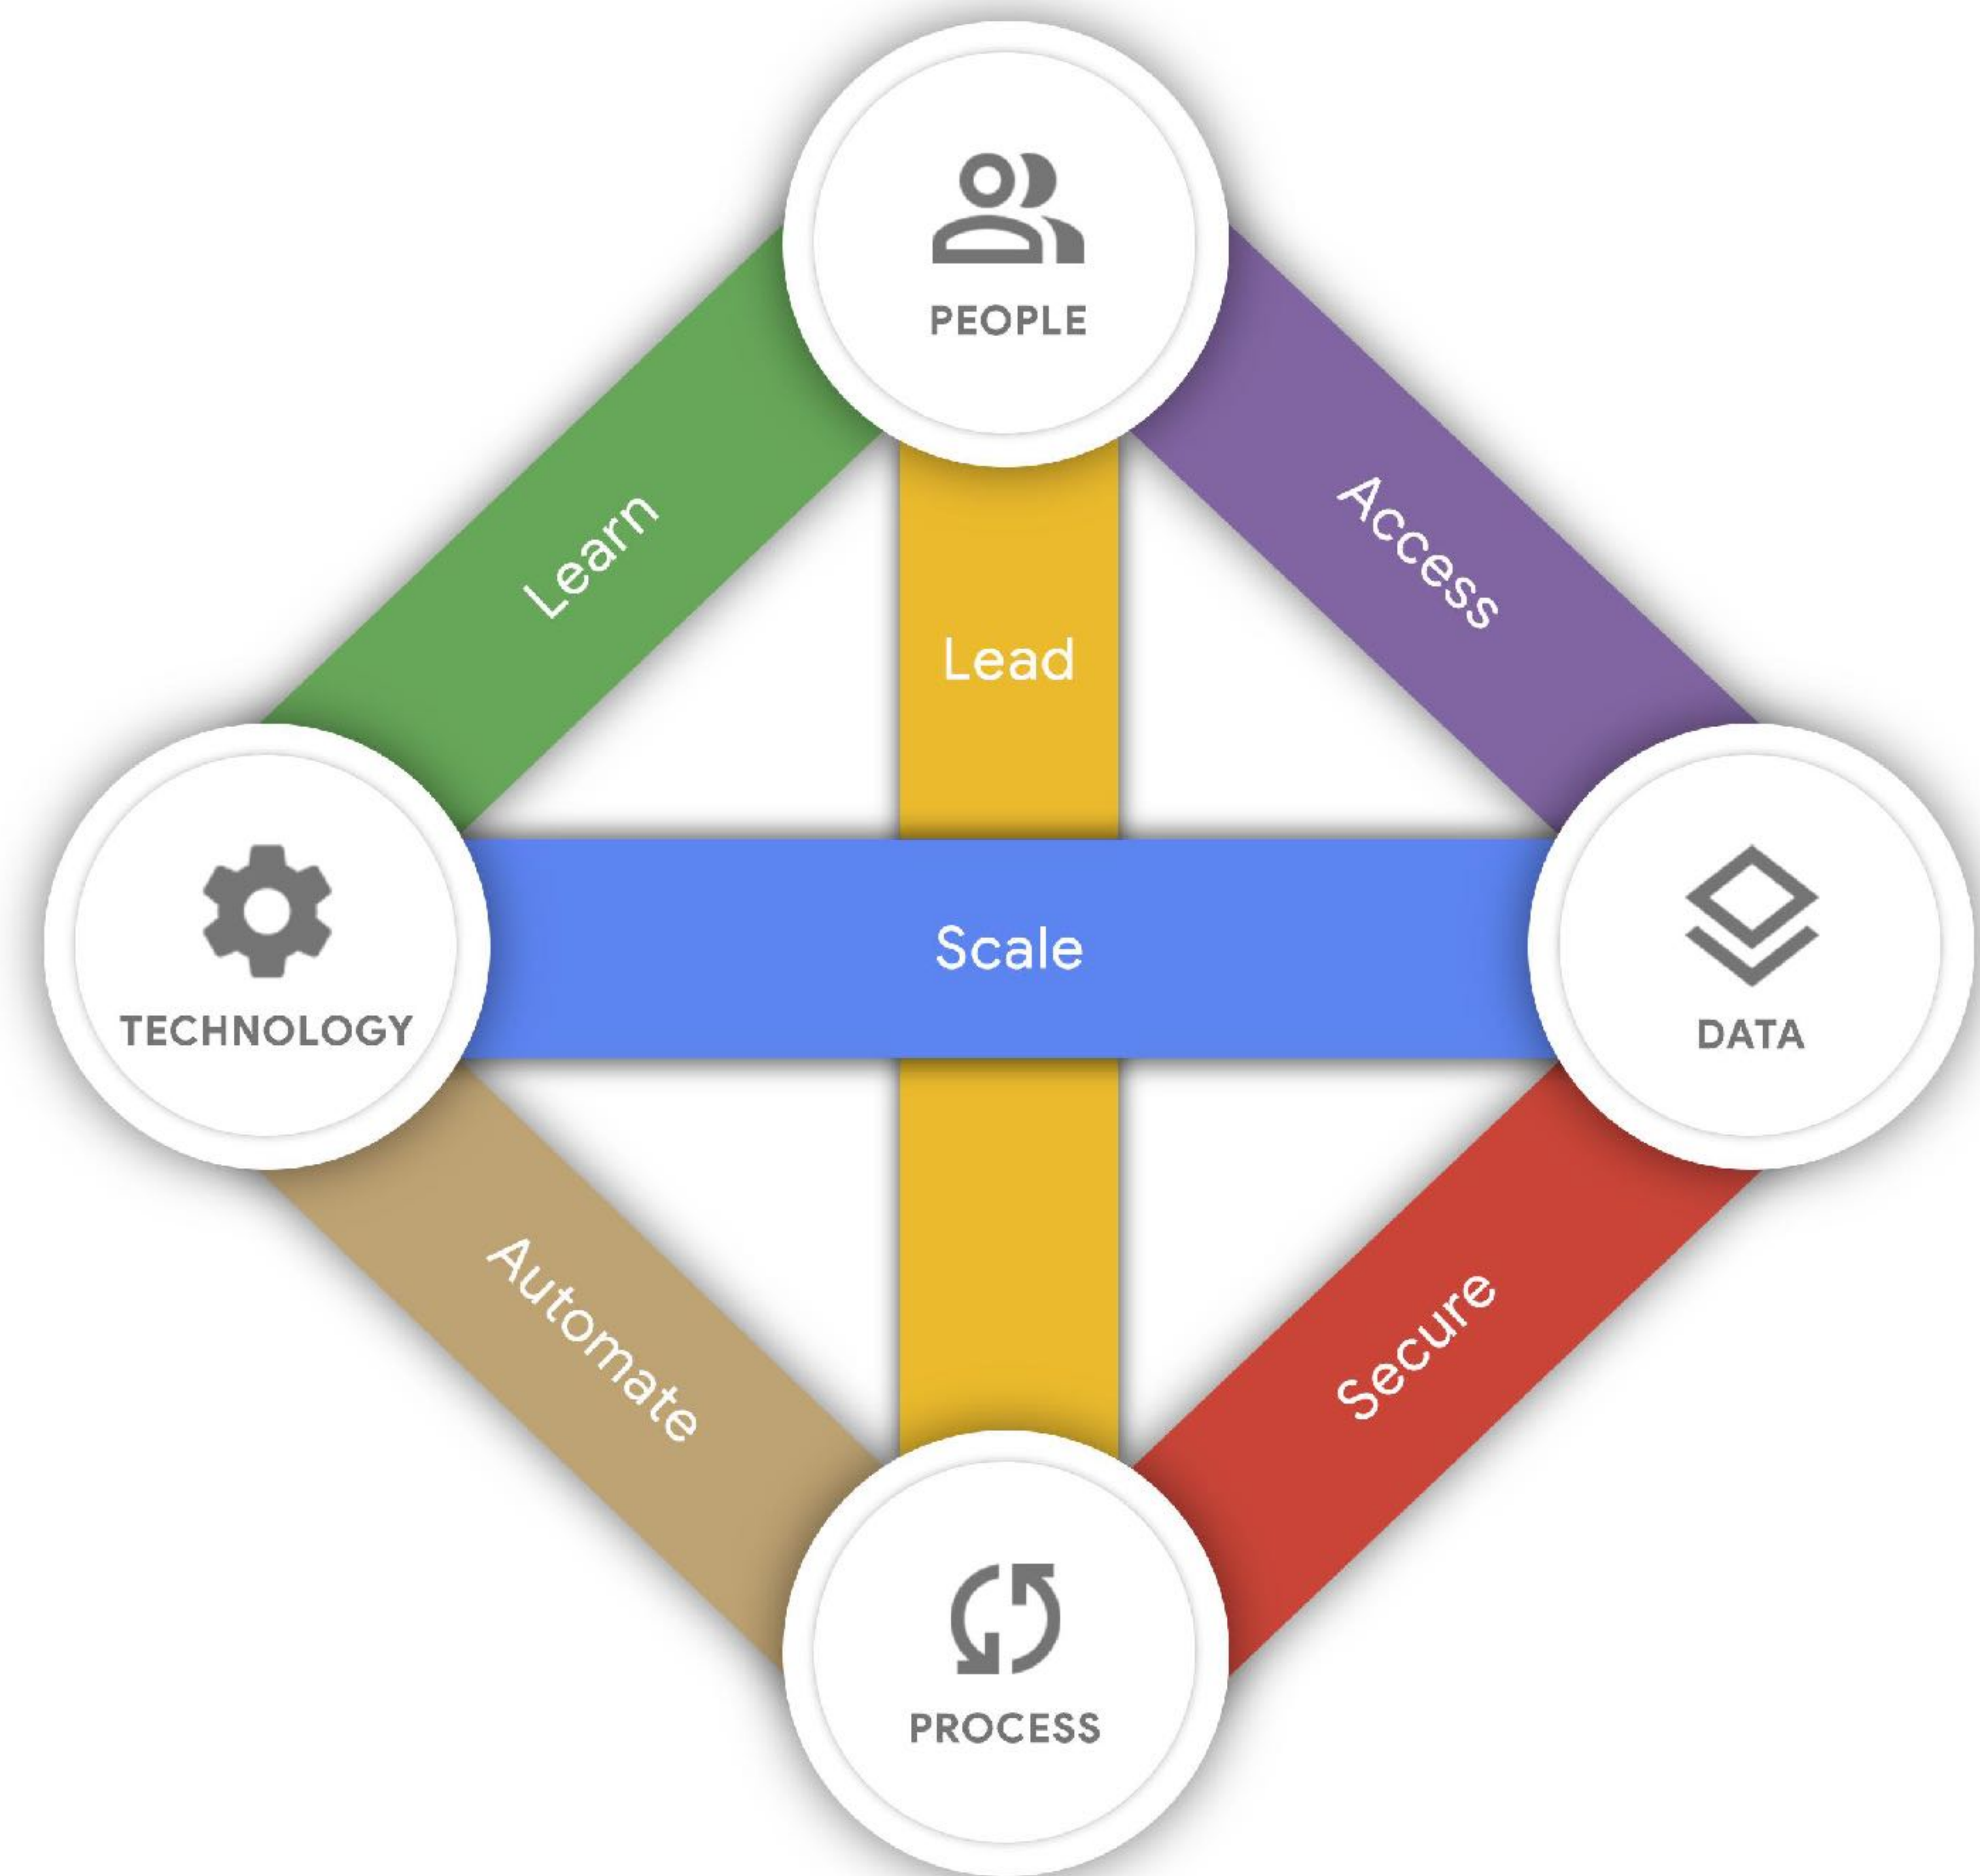 PEOPLE
Learn
Access
Lead
Scale
TECHNOLOGY
DATA
Automate
Secure
PROCESS